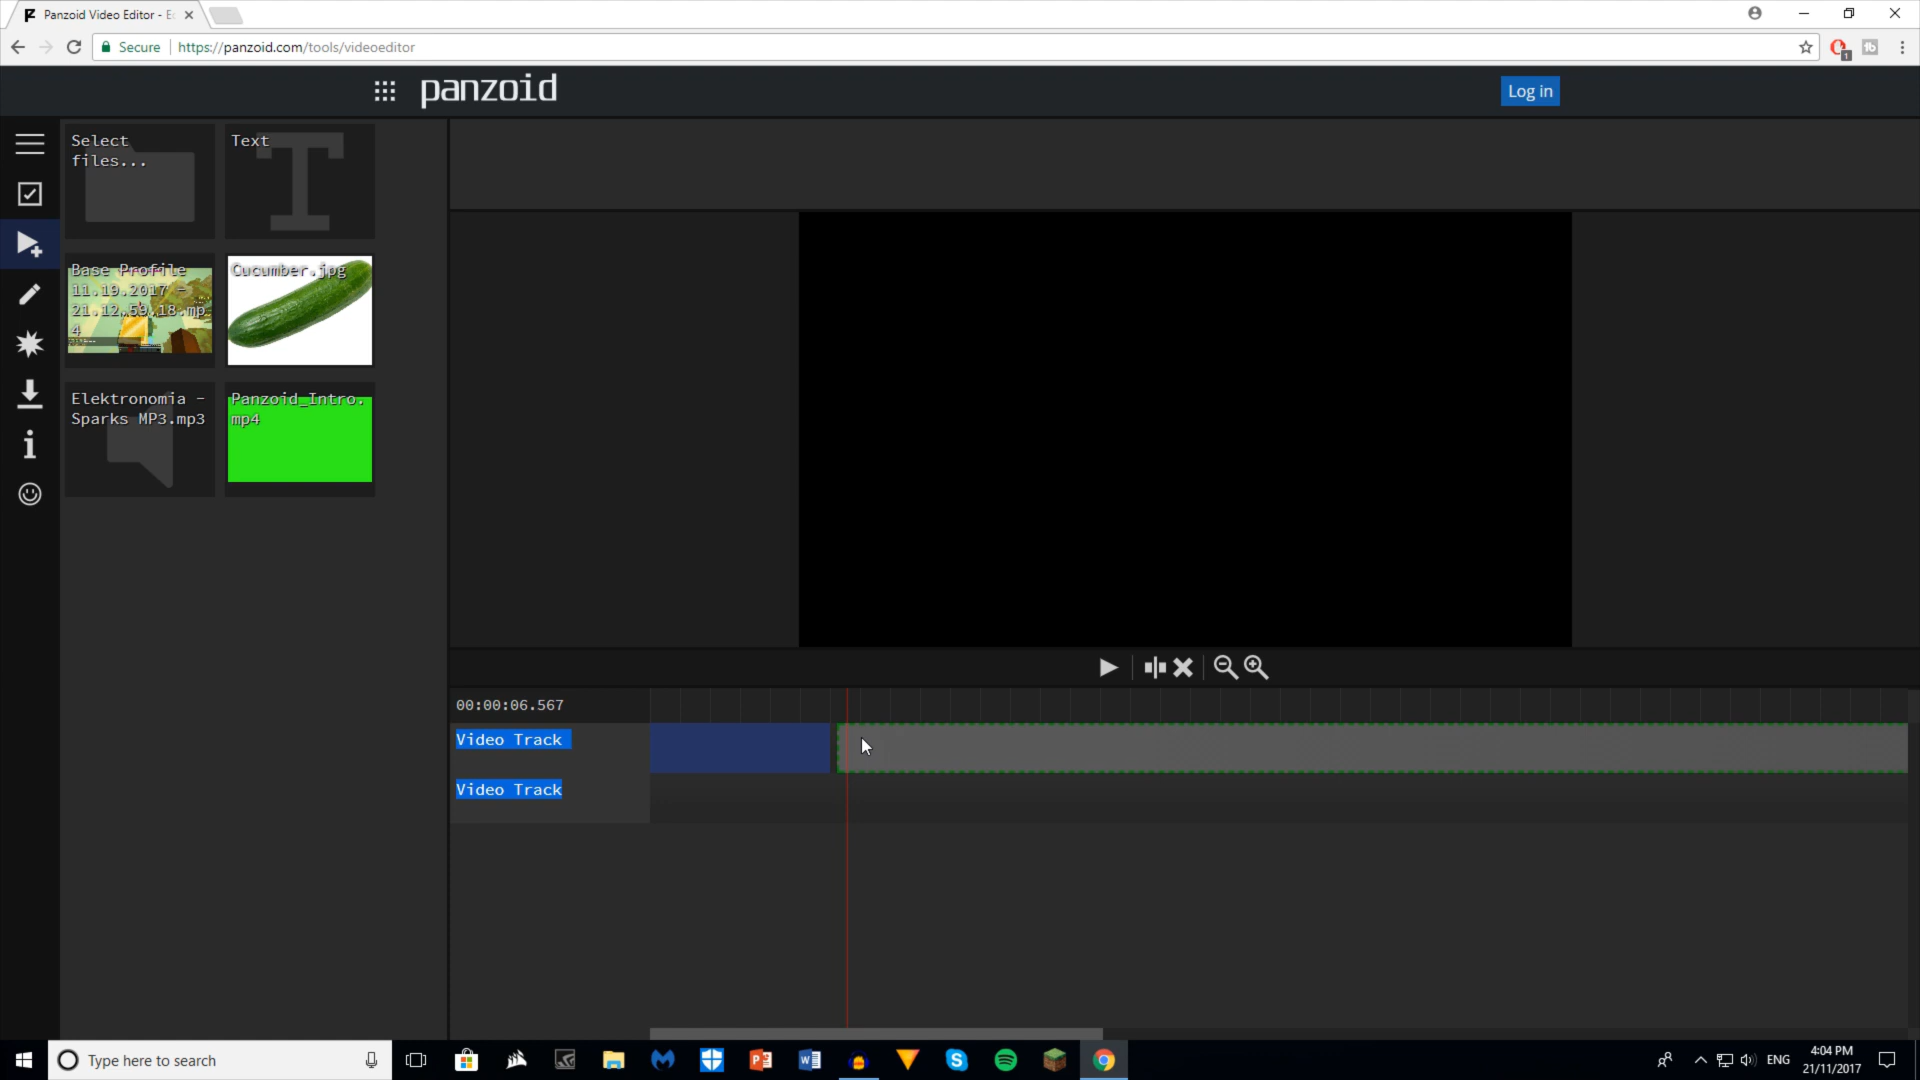 Panzoid Video Editor - E
Secure
https://panzoid.com/tools/videoeditor
1
panzoid
Log in
Select
files...
Text
Base Profile
11.19.2017 -
21.12.59.18.mp
4
Cucumber.jpg
Elektronomia -
Sparks MP3.mp3
Panzoid_Intro.
mp4
00:00:06.567
Video Track
Video Track
Type here to search
ENG
4:04 PM
21/11/2017